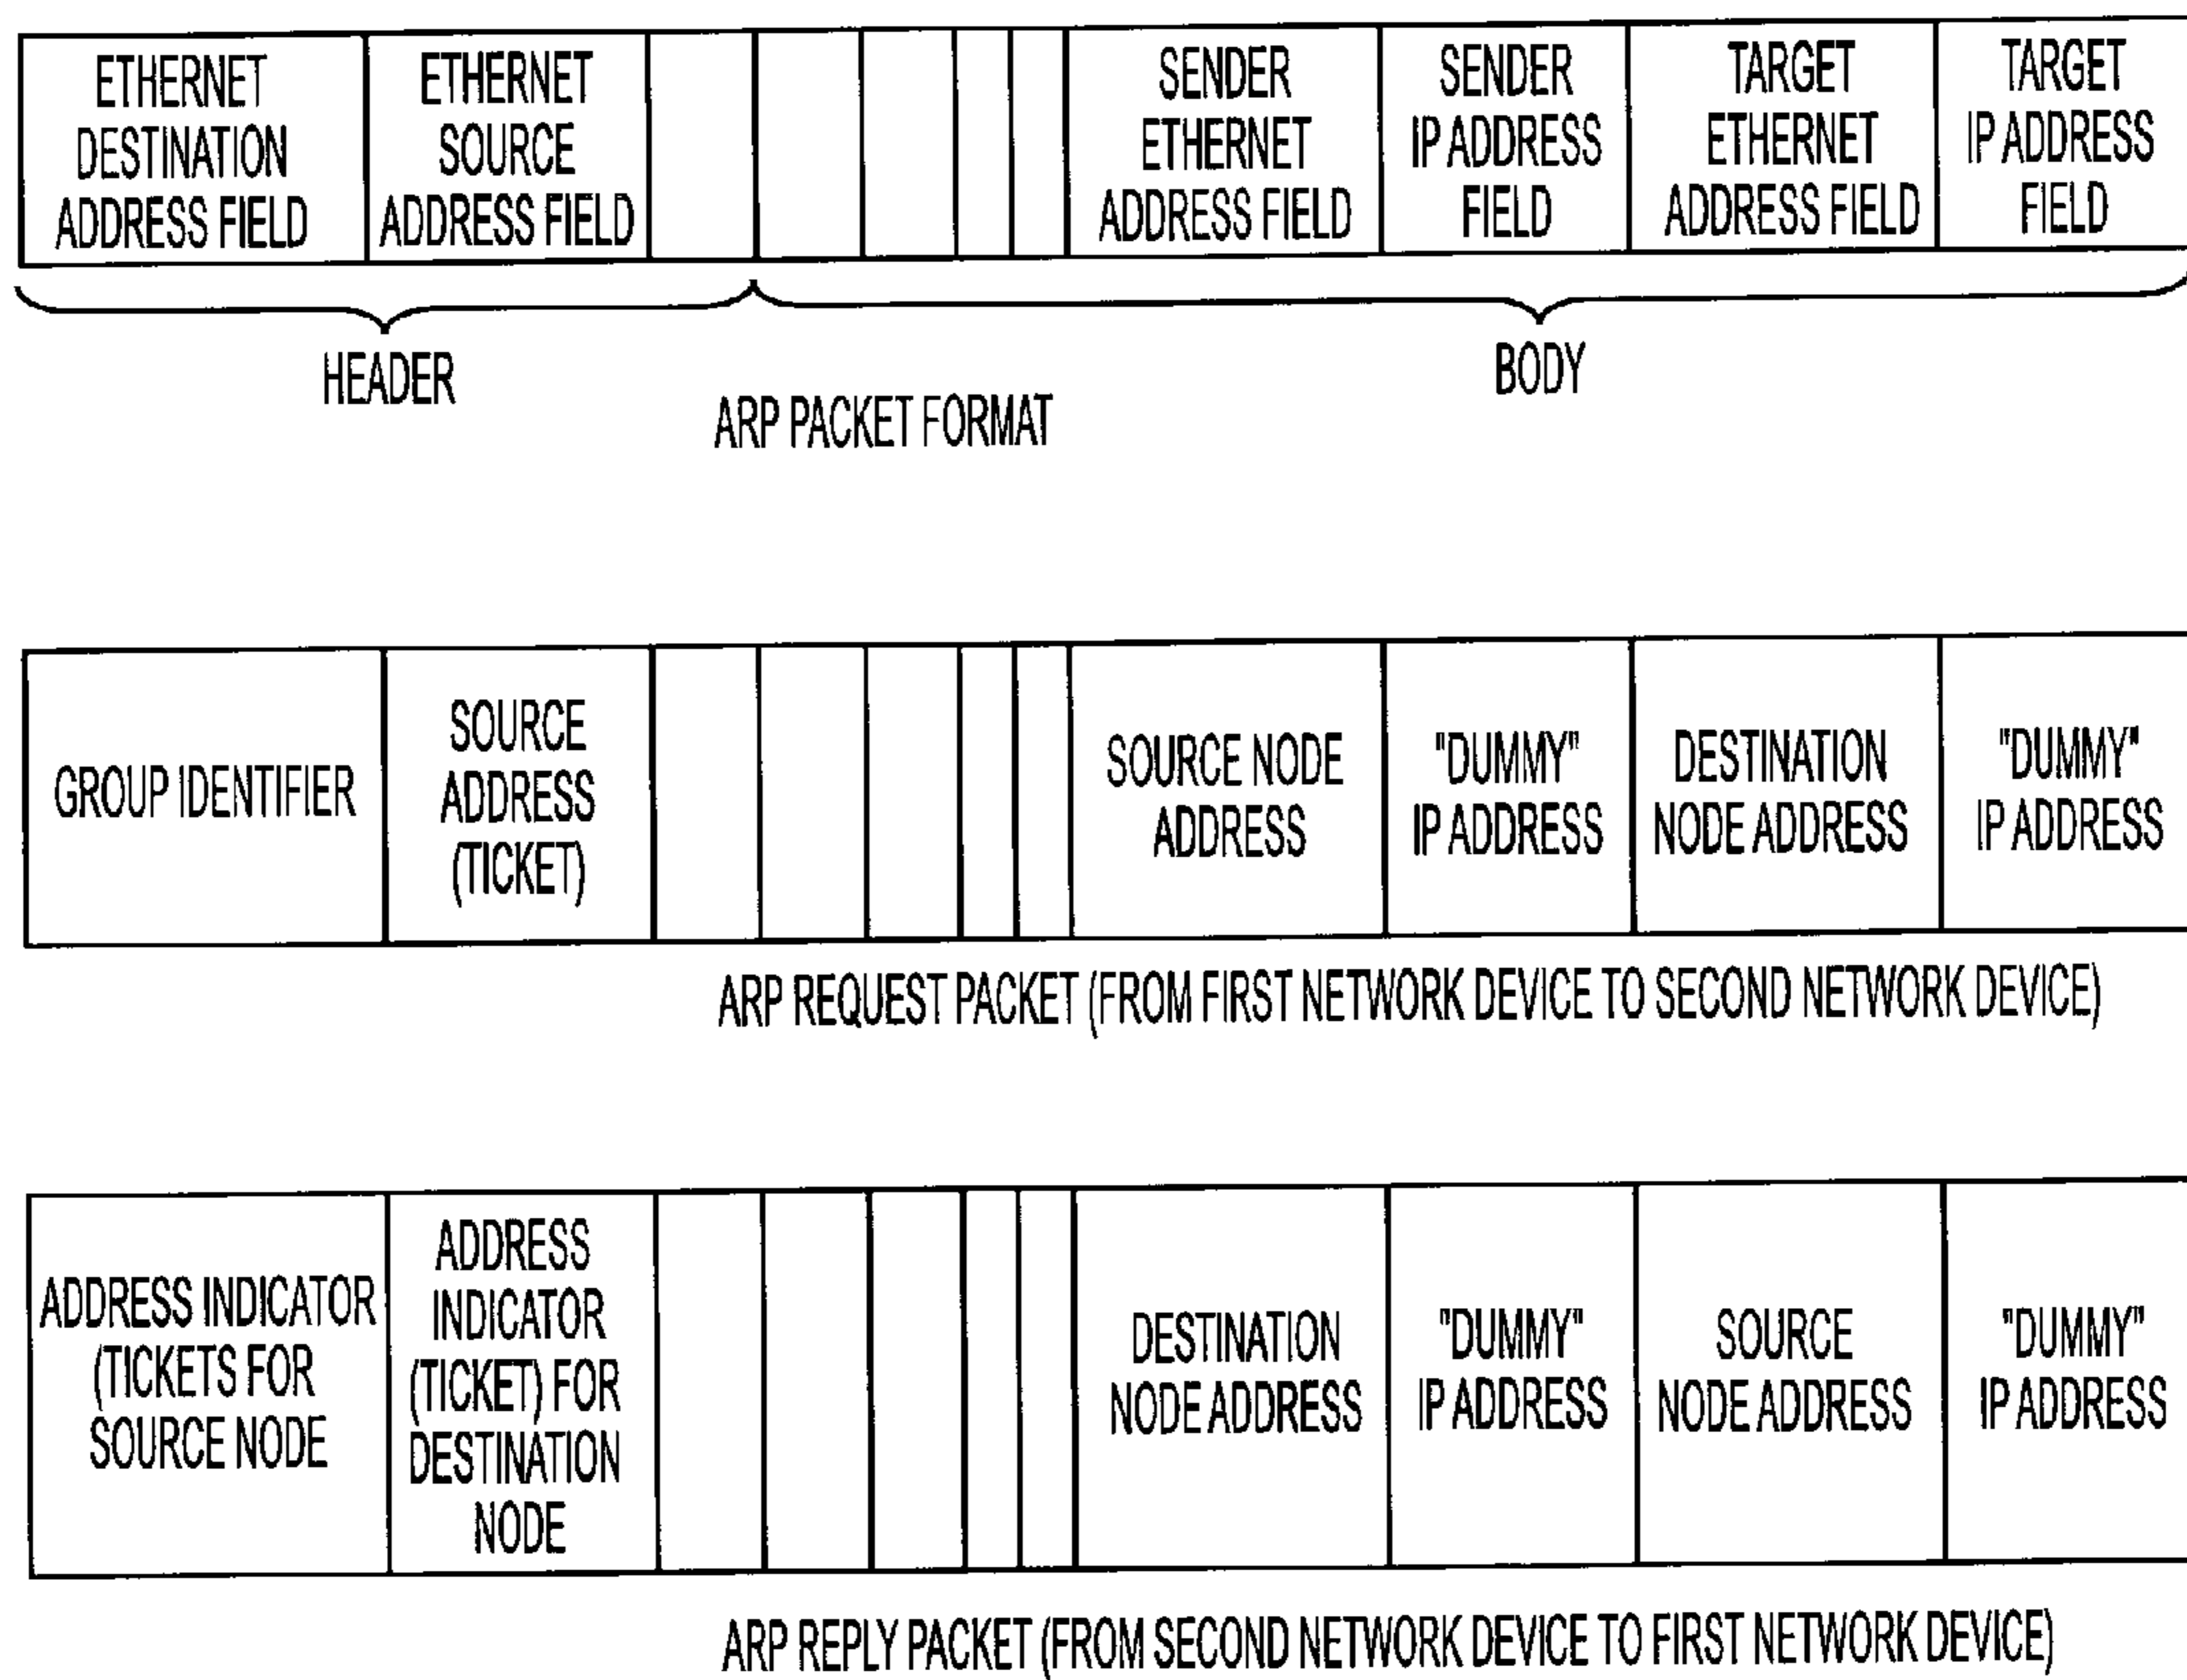 ETHERNET
DESTINATION
ADDRESS FIELD
ETHERNET
SOURCE
ADDRESS FIELD
SENDER
ETHERNET
ADDRESS FIELD
SENDER
IP ADDRESS
FIELD
TARGET
ETHERNET
ADDRESS FIELD
TARGET
IP ADDRESS
FIELD
HEADER
BODY
ARP PACKET FORMAT
GROUP IDENTIFIER
SOURCE
ADDRESS
(TICKET)
SOURCE NODE
ADDRESS
"DUMMY"
IP ADDRESS
DESTINATION
NODE ADDRESS
"DUMMY"
IP ADDRESS
ARP REQUEST PACKET (FROM FIRST NETWORK DEVICE TO SECOND NETWORK DEVICE)
ADDRESS INDICATOR
(TICKETS FOR
SOURCE NODE
ADDRESS
INDICATOR
(TICKET) FOR
DESTINATION
NODE
DESTINATION
NODE ADDRESS
"DUMMY"
IP ADDRESS
SOURCE
NODE ADDRESS
"DUMMY"
IP ADDRESS
ARP REPLY PACKET (FROM SECOND NETWORK DEVICE TO FIRST NETWORK DEVICE)